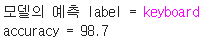 모델의 예측 label = keyboard
accuracy = 98.7